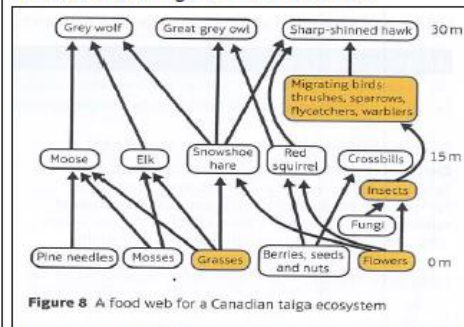 Grey wolf Great grey owl Sharp-shinned hawk 30 m
Migrating birds:
thrushes, sparrows,
flycatchers, warblers
Moose Elk Snowshoe
hare Red
squirrel Crossbills 15 m
Insects
Fungi
Pine needles Mosses Grasses Berries, seeds
and nuts Flowers 0 m
Figure 8 A food web for a Canadian taiga ecosystem